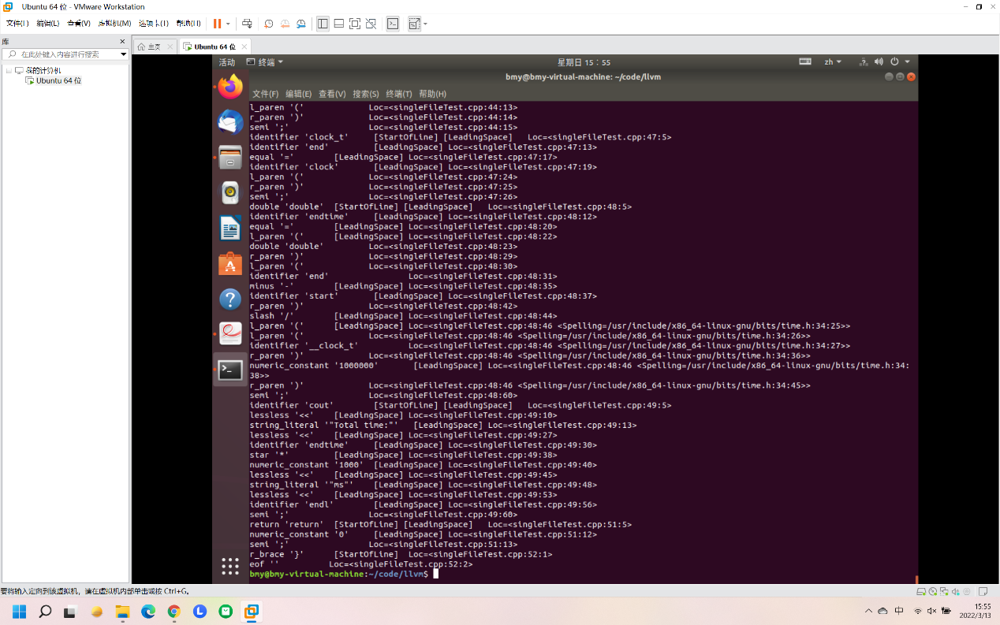 Ubuntu 64 位 - VMware Workstation
文件(F) 编辑(E) 查看(V) 虚拟机(M) 选项卡(T) 帮助(H)
库
在此处键入内容进行搜索
我的计算机
Ubuntu 64 位
主页
Ubuntu 64 位
活动 终端 星期日 15：55 zh
bmy@bmy-virtual-machine: ~/code/llvm
文件(F) 编辑(E) 查看(V) 搜索(S) 终端(T) 帮助(H)
l_paren '(' Loc=<singleFileTest.cpp:44:13>
r_paren ')' Loc=<singleFileTest.cpp:44:14>
semi ';' Loc=<singleFileTest.cpp:44:15>
identifier 'clock_t' [StartOfLine] [LeadingSpace] Loc=<singleFileTest.cpp:47:5>
identifier 'end' [LeadingSpace] Loc=<singleFileTest.cpp:47:13>
equal '=' [LeadingSpace] Loc=<singleFileTest.cpp:47:17>
identifier 'clock' [LeadingSpace] Loc=<singleFileTest.cpp:47:19>
l_paren '(' Loc=<singleFileTest.cpp:47:24>
r_paren ')' Loc=<singleFileTest.cpp:47:25>
semi ';' Loc=<singleFileTest.cpp:47:26>
double 'double' [StartOfLine] [LeadingSpace] Loc=<singleFileTest.cpp:48:5>
identifier 'endtime' [LeadingSpace] Loc=<singleFileTest.cpp:48:12>
equal '=' [LeadingSpace] Loc=<singleFileTest.cpp:48:20>
l_paren '(' [LeadingSpace] Loc=<singleFileTest.cpp:48:22>
double 'double' Loc=<singleFileTest.cpp:48:23>
r_paren ')' Loc=<singleFileTest.cpp:48:29>
l_paren '(' Loc=<singleFileTest.cpp:48:30>
identifier 'end' Loc=<singleFileTest.cpp:48:31>
minus '-' [LeadingSpace] Loc=<singleFileTest.cpp:48:35>
identifier 'start' [LeadingSpace] Loc=<singleFileTest.cpp:48:37>
r_paren ')' Loc=<singleFileTest.cpp:48:42>
slash '/' [LeadingSpace] Loc=<singleFileTest.cpp:48:44>
l_paren '(' [LeadingSpace] Loc=<singleFileTest.cpp:48:46 <Spelling=/usr/include/x86_64-linux-gnu/bits/time.h:34:25>>
l_paren '(' Loc=<singleFileTest.cpp:48:46 <Spelling=/usr/include/x86_64-linux-gnu/bits/time.h:34:26>>
identifier '__clock_t' Loc=<singleFileTest.cpp:48:46 <Spelling=/usr/include/x86_64-linux-gnu/bits/time.h:34:27>>
r_paren ')' Loc=<singleFileTest.cpp:48:46 <Spelling=/usr/include/x86_64-linux-gnu/bits/time.h:34:36>>
numeric_constant '1000000' [LeadingSpace] Loc=<singleFileTest.cpp:48:46 <Spelling=/usr/include/x86_64-linux-gnu/bits/time.h:34:
38>>
r_paren ')' Loc=<singleFileTest.cpp:48:46 <Spelling=/usr/include/x86_64-linux-gnu/bits/time.h:34:45>>
semi ';' Loc=<singleFileTest.cpp:48:60>
identifier 'cout' [StartOfLine] [LeadingSpace] Loc=<singleFileTest.cpp:49:5>
lessless '<<' [LeadingSpace] Loc=<singleFileTest.cpp:49:10>
string_literal '"Total time:"' [LeadingSpace] Loc=<singleFileTest.cpp:49:13>
lessless '<<' [LeadingSpace] Loc=<singleFileTest.cpp:49:27>
identifier 'endtime' [LeadingSpace] Loc=<singleFileTest.cpp:49:30>
star '*' [LeadingSpace] Loc=<singleFileTest.cpp:49:38>
numeric_constant '1000' [LeadingSpace] Loc=<singleFileTest.cpp:49:40>
lessless '<<' [LeadingSpace] Loc=<singleFileTest.cpp:49:45>
string_literal '"ms"' [LeadingSpace] Loc=<singleFileTest.cpp:49:48>
lessless '<<' [LeadingSpace] Loc=<singleFileTest.cpp:49:53>
identifier 'endl' [LeadingSpace] Loc=<singleFileTest.cpp:49:56>
semi ';' Loc=<singleFileTest.cpp:49:60>
return 'return' [StartOfLine] [LeadingSpace] Loc=<singleFileTest.cpp:51:5>
numeric_constant '0' [LeadingSpace] Loc=<singleFileTest.cpp:51:12>
semi ';' Loc=<singleFileTest.cpp:51:13>
r_brace '}' [StartOfLine] Loc=<singleFileTest.cpp:52:1>
eof '' Loc=<singleFileTest.cpp:52:2>
bmy@bmy-virtual-machine:~/code/llvm$
要将输入定向到该虚拟机，请在虚拟机内部单击或按 Ctrl+G。
中
15:55
2022/3/13